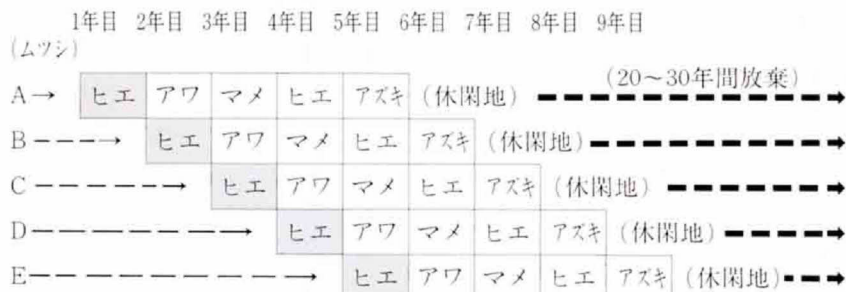 1年目 2年目 3年目 4年目 5年目 6年目 7年目 8年目 9年目
(ムツシ)
(20〜30年間放棄)
A→ ヒエ アワ マメ ヒエ アズキ (休閑地)
B ヒエ アワ マメ ヒエ アズキ (休閑地)
C ヒエ アワ マメ ヒエ アズキ (休閑地)
D ヒエ アワ マメ ヒエ アズキ (休閑地)
E ヒエ アワ マメ ヒエ アズキ (休閑地)